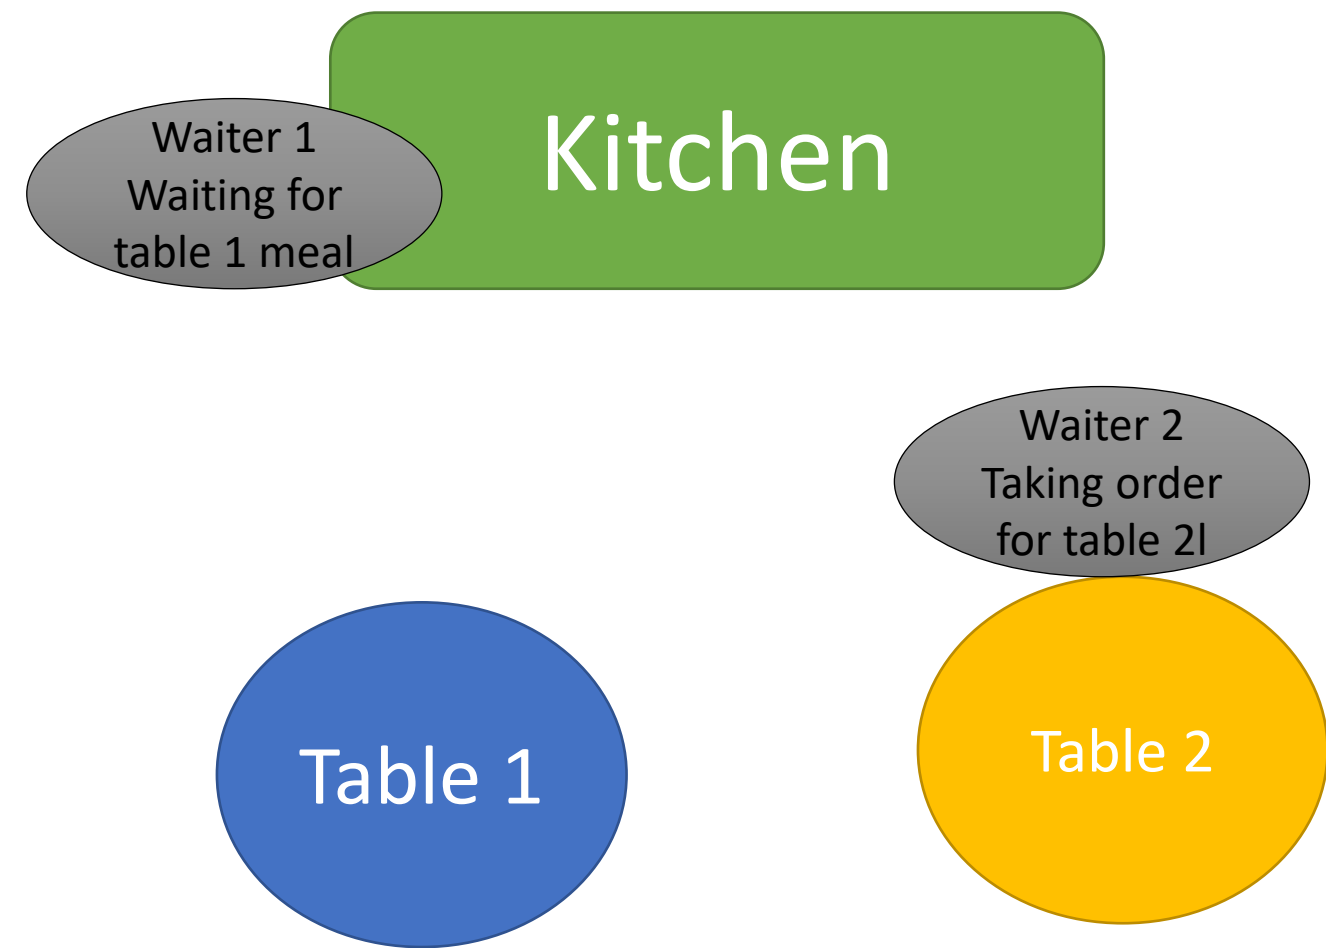 Waiter 1
Waiting for
table 1 meal
Kitchen
Waiter 2
Taking order
for table 2l
Table 1
Table 2